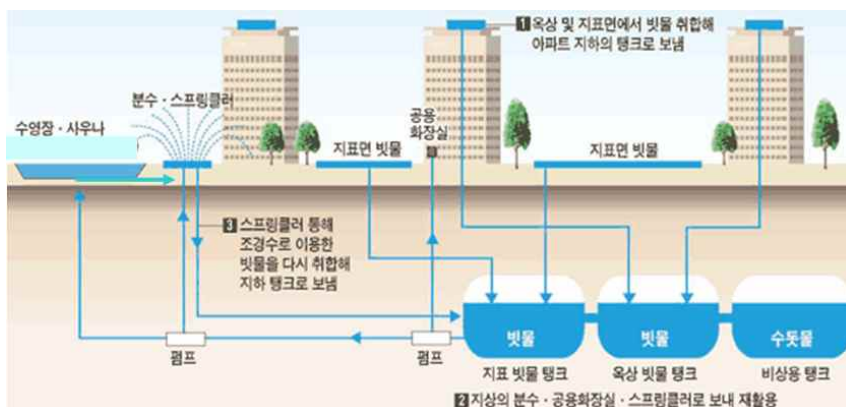 1 옥상 및 지표면에서 빗물 취합해
아파트 지하의 탱크로 보냄
분수·스프링클러
수영장·사우나
공용
화장실
지표면 빗물
지표면 빗물
3 스프링클러 통해
조경수로 이용한
빗물을 다시 취합해
지하 탱크로 보냄
빗물
빗물
수돗물
펌프
펌프
지표 빗물 탱크
옥상 빗물 탱크
비상용 탱크
2 지상의 분수·공용화장실·스프링클러로 보내 재활용